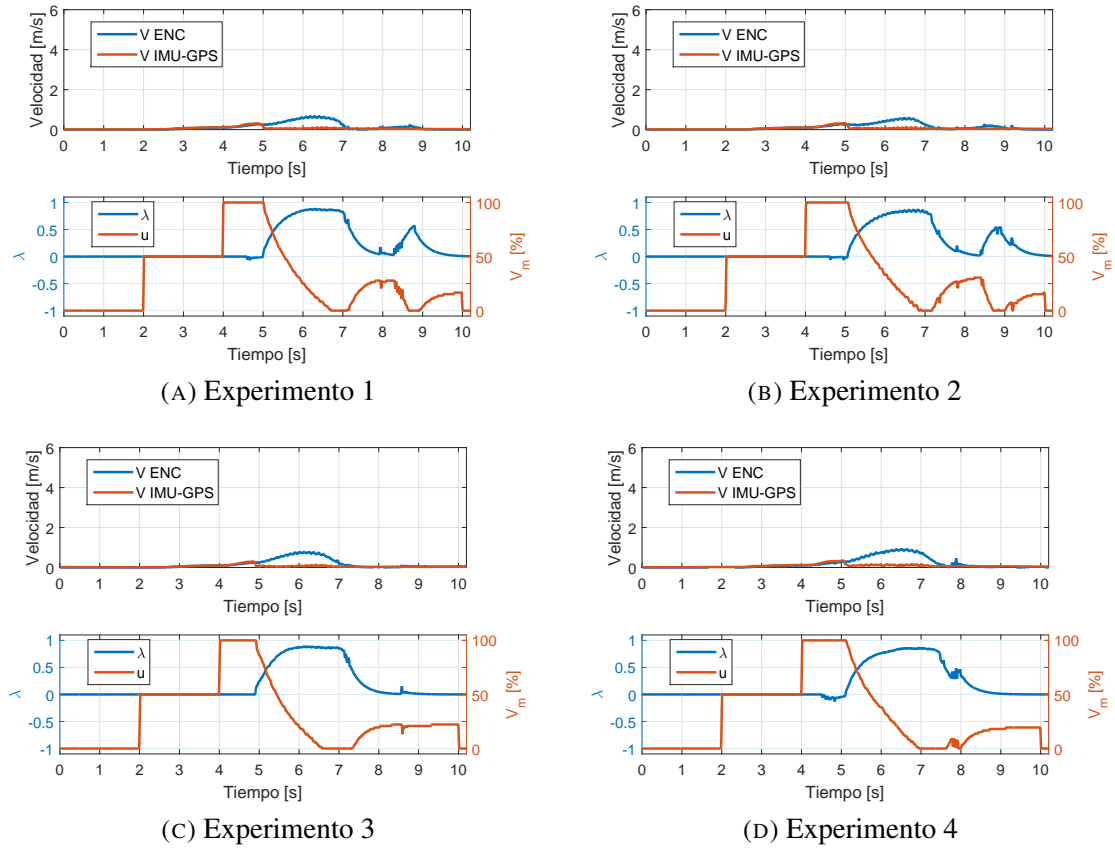 6
4
2
0
Velocidad [m/s]
V ENC
V IMU-GPS
0 1 2 3 4 5 6 7 8 9 10
Tiempo [s]
1
0.5
0
-0.5
-1
λ
λ
u
100
50
0
V_m [%]
0 1 2 3 4 5 6 7 8 9 10
Tiempo [s]
(A) Experimento 1
6
4
2
0
Velocidad [m/s]
V ENC
V IMU-GPS
0 1 2 3 4 5 6 7 8 9 10
Tiempo [s]
1
0.5
0
-0.5
-1
λ
λ
u
100
50
0
V_m [%]
0 1 2 3 4 5 6 7 8 9 10
Tiempo [s]
(B) Experimento 2
6
4
2
0
Velocidad [m/s]
V ENC
V IMU-GPS
0 1 2 3 4 5 6 7 8 9 10
Tiempo [s]
1
0.5
0
-0.5
-1
λ
λ
u
100
50
0
V_m [%]
0 1 2 3 4 5 6 7 8 9 10
Tiempo [s]
(C) Experimento 3
6
4
2
0
Velocidad [m/s]
V ENC
V IMU-GPS
0 1 2 3 4 5 6 7 8 9 10
Tiempo [s]
1
0.5
0
-0.5
-1
λ
λ
u
100
50
0
V_m [%]
0 1 2 3 4 5 6 7 8 9 10
Tiempo [s]
(D) Experimento 4